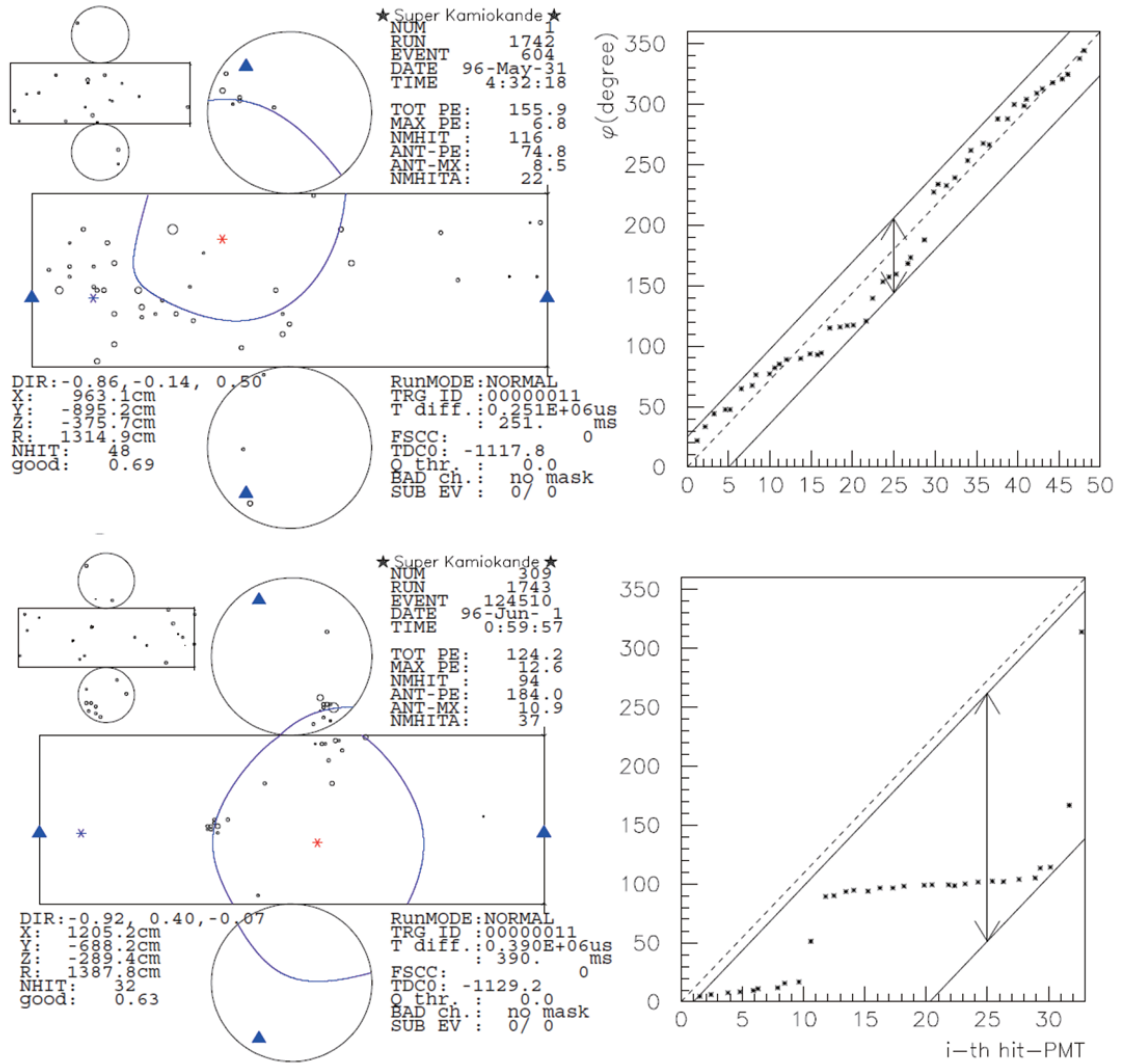 ★ Super Kamiokande ★
NUM 1
RUN 1742
EVENT 604
DATE 96-May-31
TIME 4:32:18
TOT PE: 155.9
MAX PE: 6.8
NMHIT : 116
ANT-PE: 74.8
ANT-MX: 8.5
NMHITA: 22
DIR:-0.86,-0.14, 0.50
X: 963.1cm
Y: -895.2cm
Z: -375.7cm
R: 1314.9cm
NHIT: 48
good: 0.69
RunMODE:NORMAL
TRG ID :00000011
T diff.:0.251E+06us
: 251. ms
FSCC: 0
TDC0: -1117.8
Q thr. : 0.0
BAD ch.: no mask
SUB EV : 0/ 0
φ(degree)
350
300
250
200
150
100
50
0
0 5 10 15 20 25 30 35 40 45 50
★ Super Kamiokande ★
NUM 309
RUN 1743
EVENT 124510
DATE 96-Jun- 1
TIME 0:59:57
TOT PE: 124.2
MAX PE: 12.6
NMHIT : 94
ANT-PE: 184.0
ANT-MX: 10.9
NMHITA: 37
DIR:-0.92, 0.40,-0.07
X: 1205.2cm
Y: -688.2cm
Z: -289.4cm
R: 1387.8cm
NHIT: 32
good: 0.63
RunMODE:NORMAL
TRG ID :00000011
T diff.:0.390E+06us
: 390. ms
FSCC: 0
TDC0: -1129.2
Q thr. : 0.0
BAD ch.: no mask
SUB EV : 0/ 0
350
300
250
200
150
100
50
0
0 5 10 15 20 25 30
i-th hit-PMT